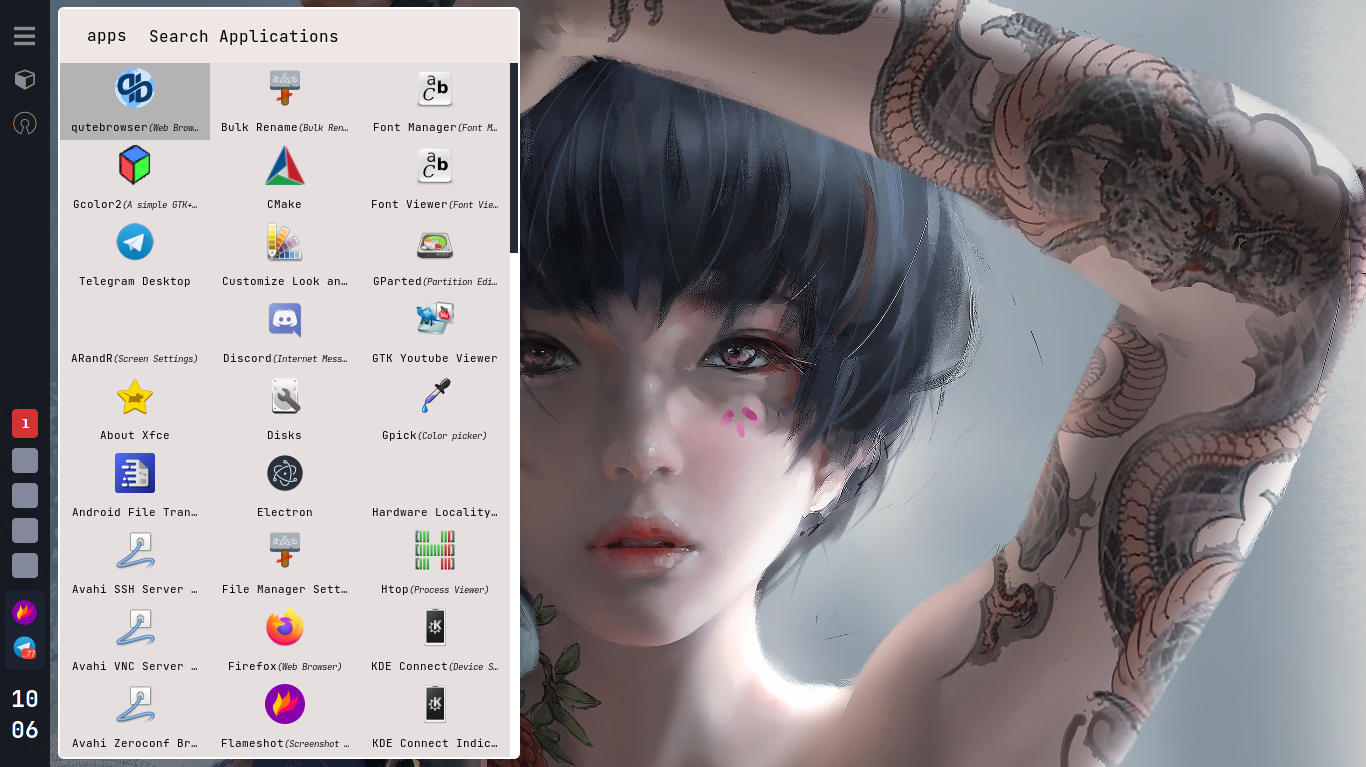 apps Search Applications
qutebrowser(Web Brow… Bulk Rename(Bulk Ren… Font Manager(Font M…
Gcolor2(A simple GTK+… CMake Font Viewer(Font Vie…
Telegram Desktop Customize Look an… GParted(Partition Edi…
ARandR(Screen Settings) Discord(Internet Mess… GTK Youtube Viewer
About Xfce Disks Gpick(Color picker)
1
Android File Tran… Electron Hardware Locality…
Avahi SSH Server … File Manager Sett… Htop(Process Viewer)
Avahi VNC Server … Firefox(Web Browser) KDE Connect(Device S…
77
10
06
Avahi Zeroconf Br… Flameshot(Screenshot … KDE Connect Indic…